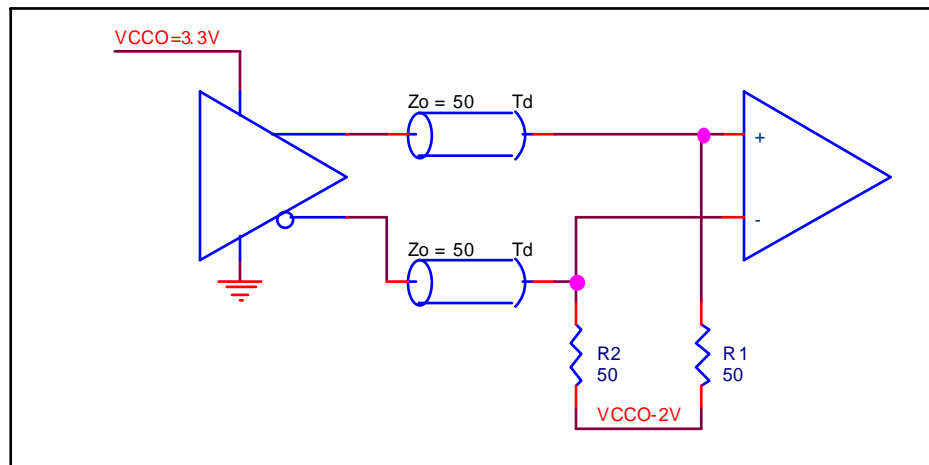 VCCO=3.3V
Zo = 50 Td
+
-
Zo = 50 Td
R2
50
R1
50
VCCO-2V